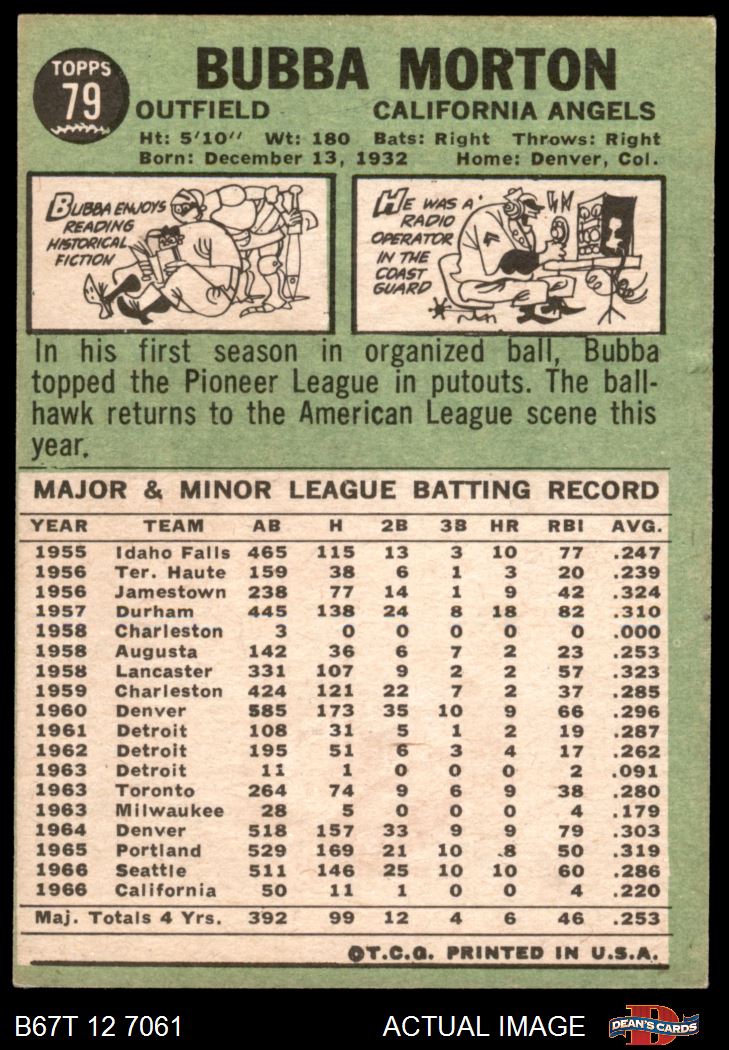 TOPPS
79
BUBBA MORTON
OUTFIELD CALIFORNIA ANGELS
Ht: 5'10" Wt: 180 Bats: Right Throws: Right
Born: December 13, 1932 Home: Denver, Col.
BUBBA ENJOYS
READING
HISTORICAL
FICTION
HE WAS A
RADIO
OPERATOR
IN THE
COAST
GUARD
In his first season in organized ball, Bubba
topped the Pioneer League in putouts. The ball-
hawk returns to the American League scene this
year.
MAJOR & MINOR LEAGUE BATTING RECORD
YEAR TEAM AB H 2B 3B HR RBI AVG.
1955 Idaho Falls 465 115 13 3 10 77 .247
1956 Ter. Haute 159 38 6 1 3 20 .239
1956 Jamestown 238 77 14 1 9 42 .324
1957 Durham 445 138 24 8 18 82 .310
1958 Charleston 3 0 0 0 0 0 .000
1958 Augusta 142 36 6 7 2 23 .253
1958 Lancaster 331 107 9 2 2 57 .323
1959 Charleston 424 121 22 7 2 37 .285
1960 Denver 585 173 35 10 9 66 .296
1961 Detroit 108 31 5 1 2 19 .287
1962 Detroit 195 51 6 3 4 17 .262
1963 Detroit 11 1 0 0 0 2 .091
1963 Toronto 264 74 9 6 9 38 .280
1963 Milwaukee 28 5 0 0 0 4 .179
1964 Denver 518 157 33 9 9 79 .303
1965 Portland 529 169 21 10 8 50 .319
1966 Seattle 511 146 25 10 10 60 .286
1966 California 50 11 1 0 0 4 .220
Maj. Totals 4 Yrs. 392 99 12 4 6 46 .253
©T.C.G. PRINTED IN U.S.A.
B67T 12 7061 ACTUAL IMAGE DEAN'S CARDS